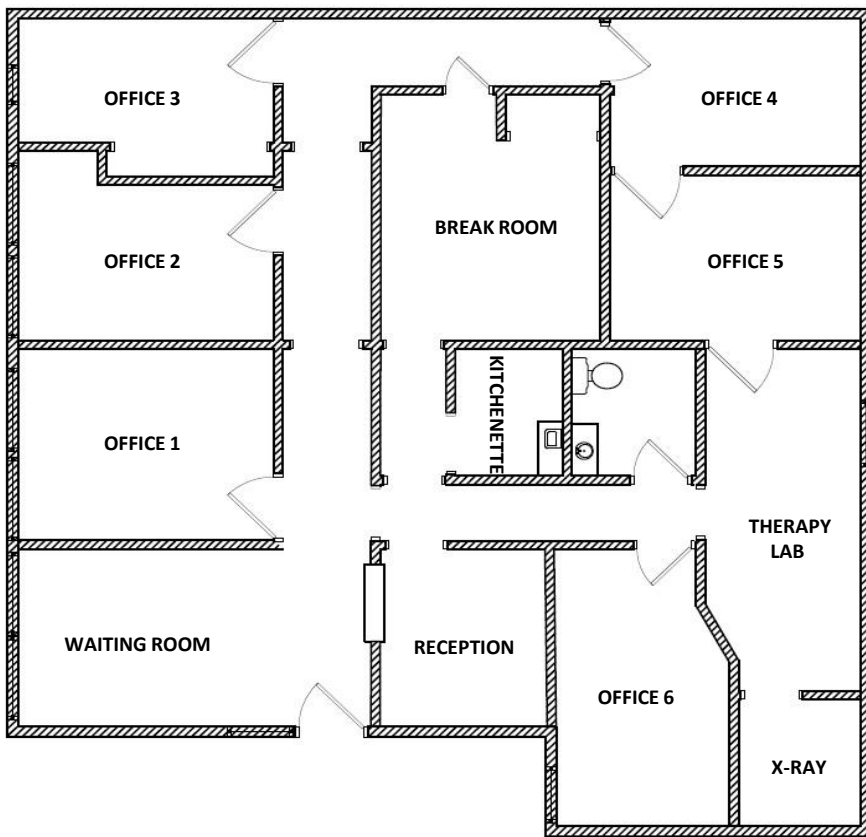 OFFICE 3
OFFICE 4
BREAK ROOM
OFFICE 2
OFFICE 5
KITCHENETTE
OFFICE 1
THERAPY
LAB
WAITING ROOM
RECEPTION
OFFICE 6
X-RAY